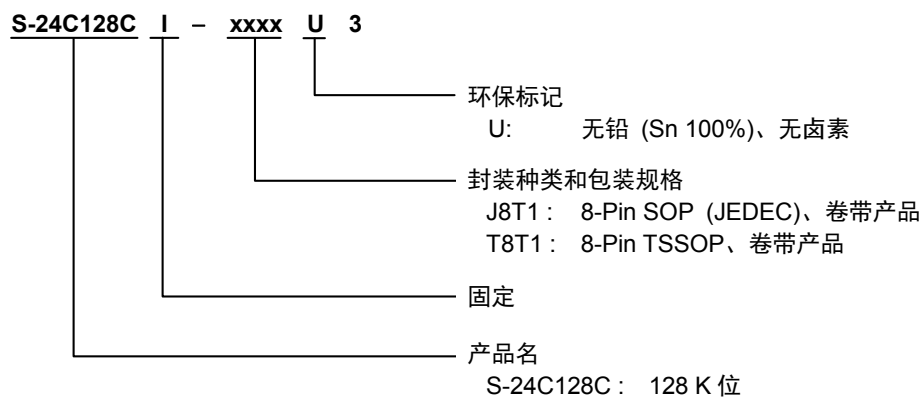 S-24C128C I – xxxx U 3
环保标记
U: 无铅 (Sn 100%)、无卤素
封装种类和包装规格
J8T1 : 8-Pin SOP (JEDEC)、卷带产品
T8T1 : 8-Pin TSSOP、卷带产品
固定
产品名
S-24C128C : 128 K 位